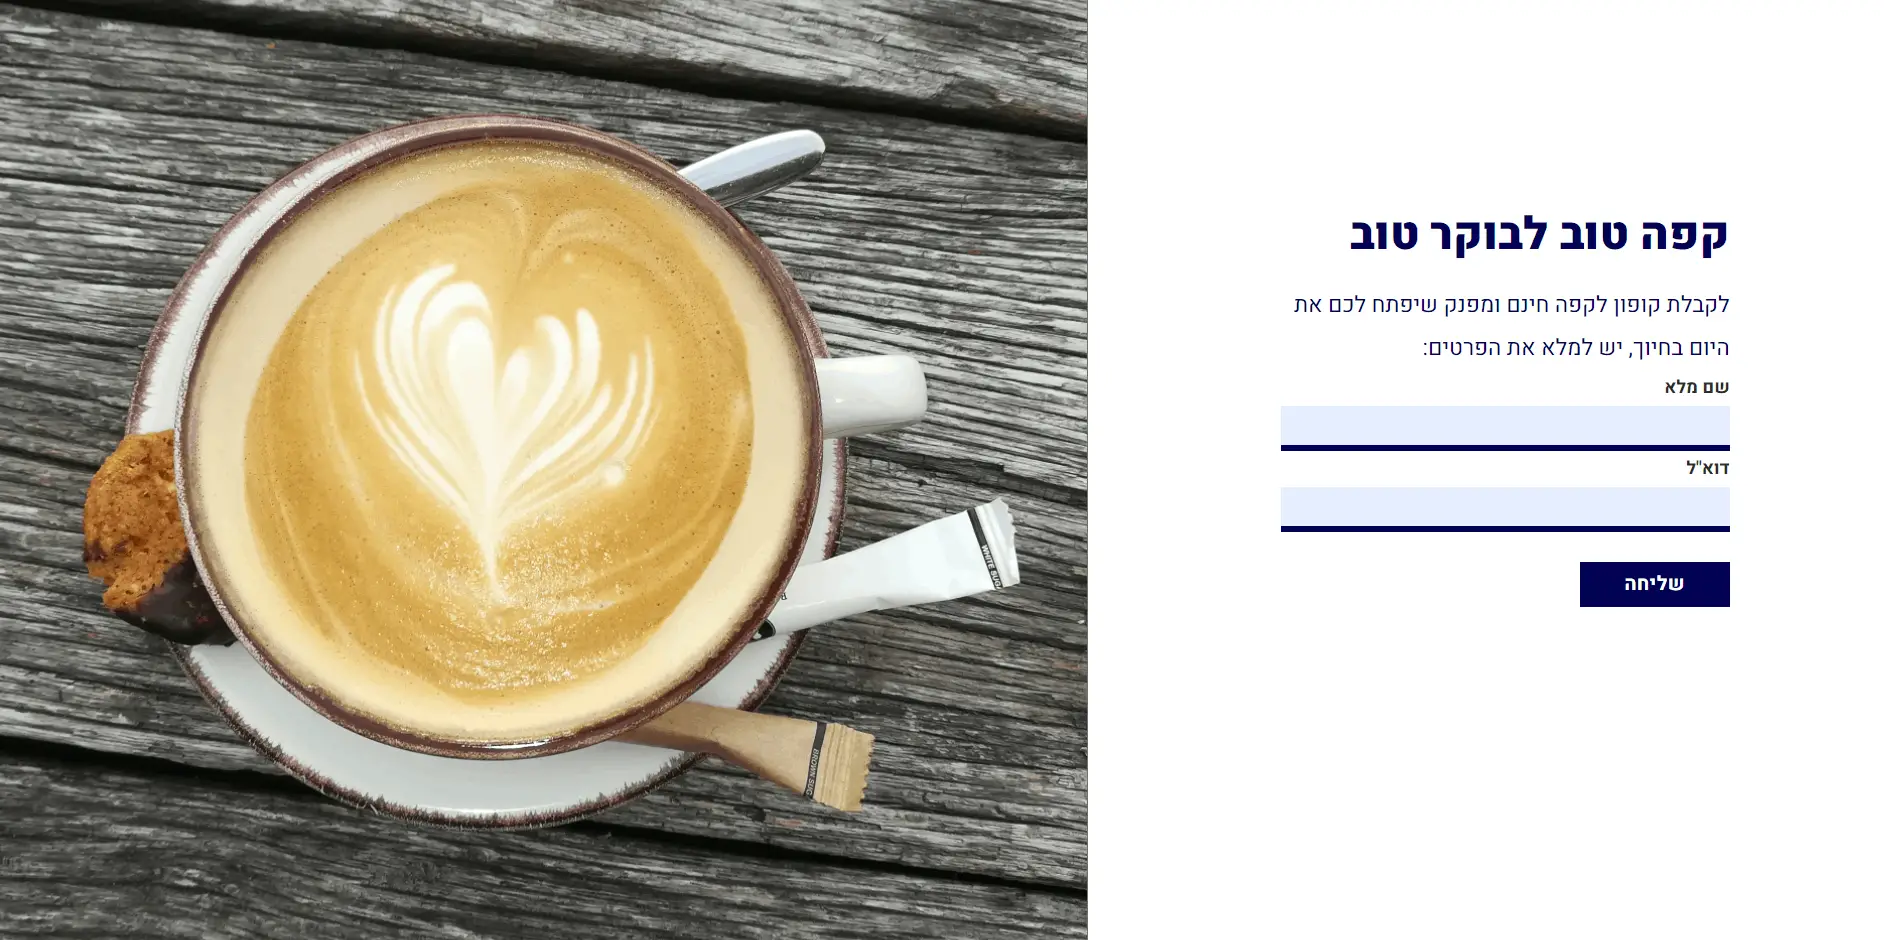 קפה טוב לבוקר טוב
לקבלת קופון לקפה חינם ומפנק שיפתח לכם את
היום בחיוך, יש למלא את הפרטים:
שם מלא
דוא"ל
שליחה
WHITE SUGA
BROWN SUG